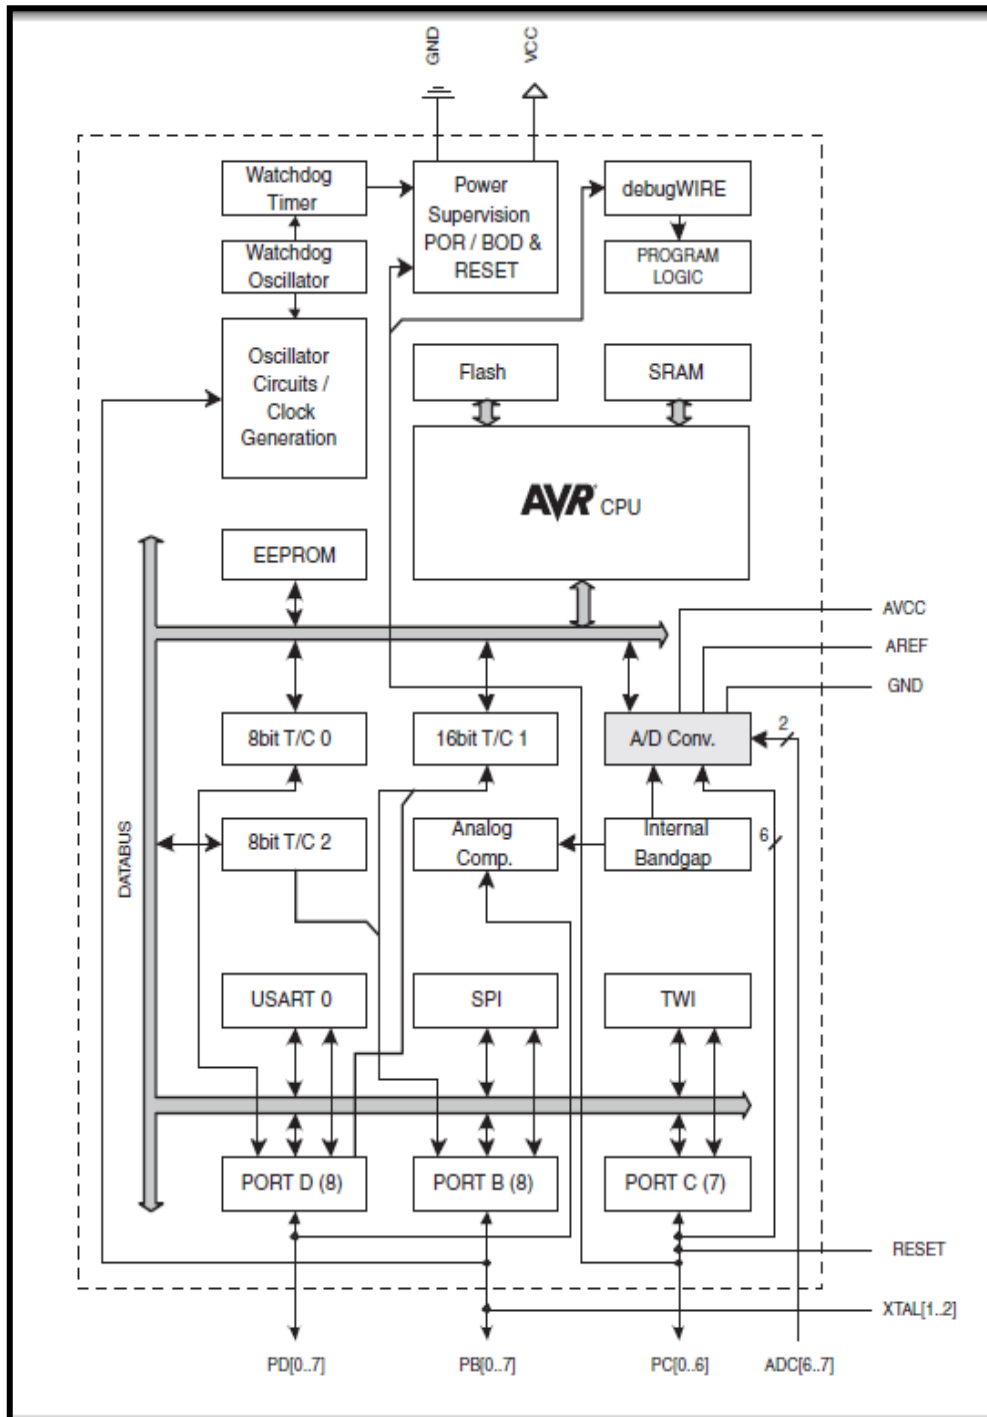 GND
VCC
Watchdog
Timer
Power
Supervision
POR / BOD &
RESET
debugWIRE
Watchdog
Oscillator
PROGRAM
LOGIC
Oscillator
Circuits /
Clock
Generation
Flash
SRAM
AVR CPU
EEPROM
AVCC
AREF
GND
8bit T/C 0
16bit T/C 1
A/D Conv.
2
DATABUS
8bit T/C 2
Analog
Comp.
Internal
Bandgap
6
USART 0
SPI
TWI
PORT D (8)
PORT B (8)
PORT C (7)
RESET
XTAL[1..2]
PD[0..7]
PB[0..7]
PC[0..6]
ADC[6..7]